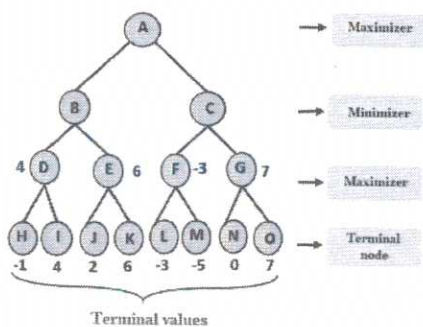 A Maximizer
B C Minimizer
4 D E 6 F -3 G 7 Maximizer
H I J K L M N O Terminal
node
-1 4 2 6 -3 -5 0 7
Terminal values